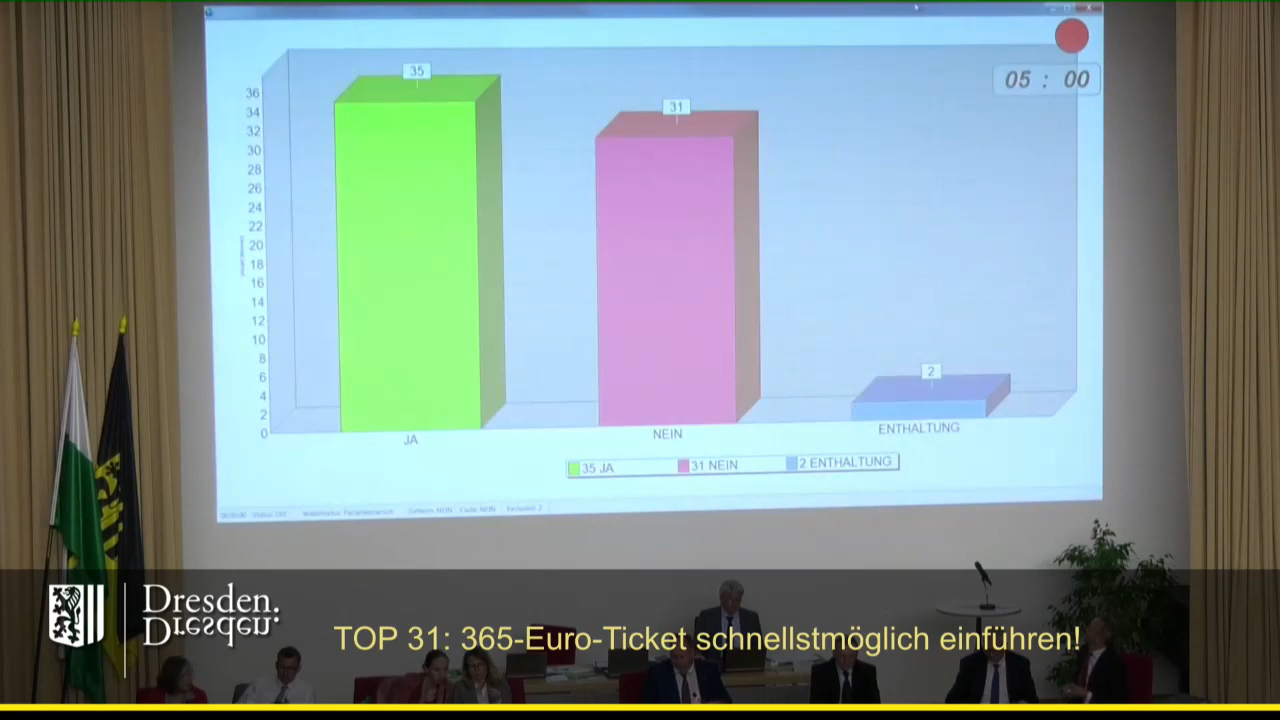 35
31
2
05 : 00
36
34
32
30
28
26
24
22
20
18
16
14
12
10
8
6
4
2
0
JA
NEIN
ENTHALTUNG
35 JA
31 NEIN
2 ENTHALTUNG
Dresden.
Dresden.
TOP 31: 365-Euro-Ticket schnellstmöglich einführen!